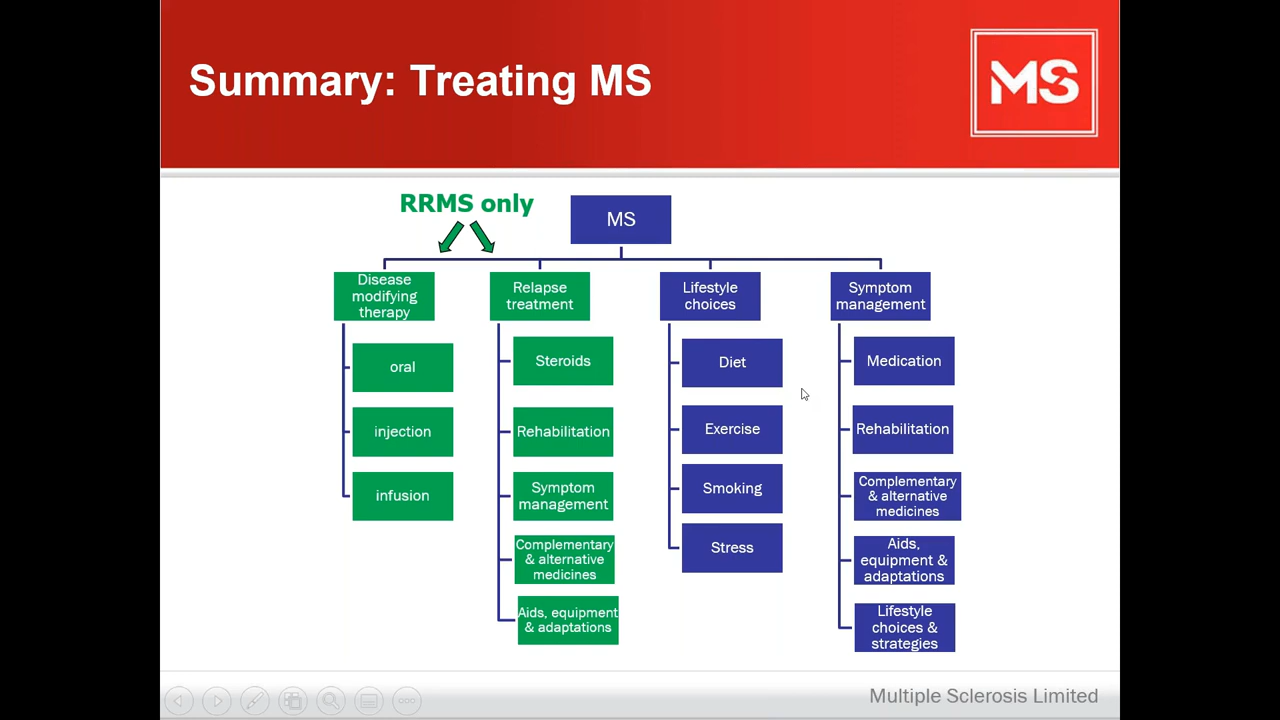 Summary: Treating MS
MS
RRMS only
MS
Disease
modifying
therapy
oral
injection
infusion
Relapse
treatment
Steroids
Rehabilitation
Symptom
management
Complementary
& alternative
medicines
Aids, equipment
& adaptations
Lifestyle
choices
Diet
Exercise
Smoking
Stress
Symptom
management
Medication
Rehabilitation
Complementary
& alternative
medicines
Aids,
equipment &
adaptations
Lifestyle
choices &
strategies
Multiple Sclerosis Limited